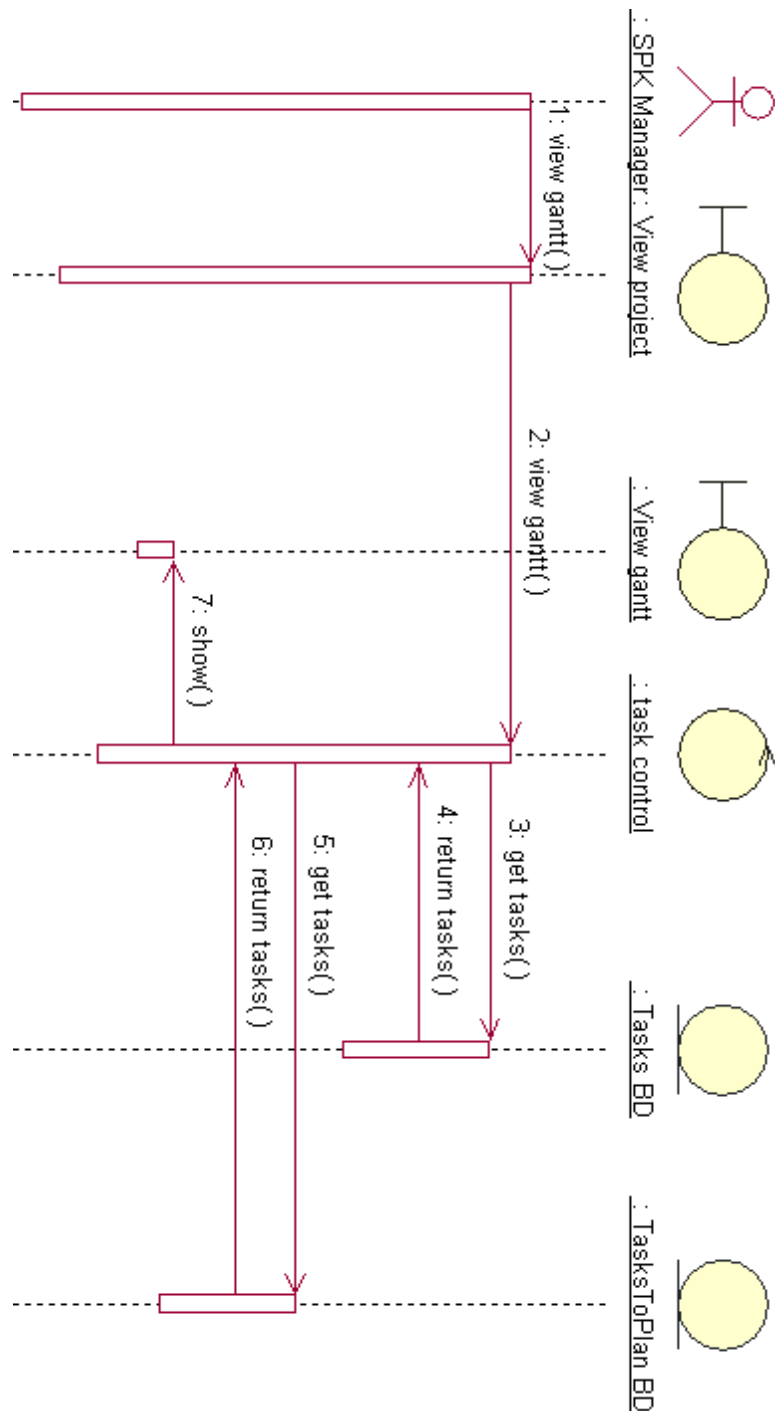 : SPK Manager
: View project
: View gantt
: task control
: Tasks BD
: TasksToPlan BD
1: view gantt( )
2: view gantt( )
3: get tasks( )
4: return tasks( )
5: get tasks( )
6: return tasks( )
7: show( )